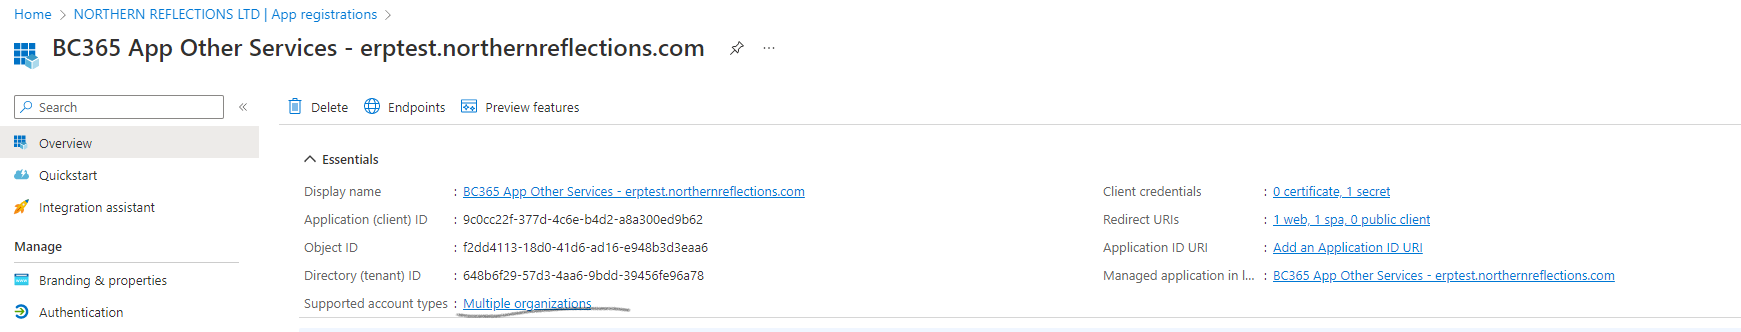 Home > NORTHERN REFLECTIONS LTD | App registrations >
BC365 App Other Services - erptest.northernreflections.com
Search
«
Delete
Endpoints
Preview features
Overview
Quickstart
Integration assistant
Manage
Branding & properties
Authentication
Essentials
Display name : BC365 App Other Services - erptest.northernreflections.com
Application (client) ID : 9c0cc22f-377d-4c6e-b4d2-a8a300ed9b62
Object ID : f2dd4113-18d0-41d6-ad16-e948b3d3eaa6
Directory (tenant) ID : 648b6f29-57d3-4aa6-9bdd-39456fe96a78
Supported account types : Multiple organizations
Client credentials : 0 certificate, 1 secret
Redirect URIs : 1 web, 1 spa, 0 public client
Application ID URI : Add an Application ID URI
Managed application in l... : BC365 App Other Services - erptest.northernreflections.com